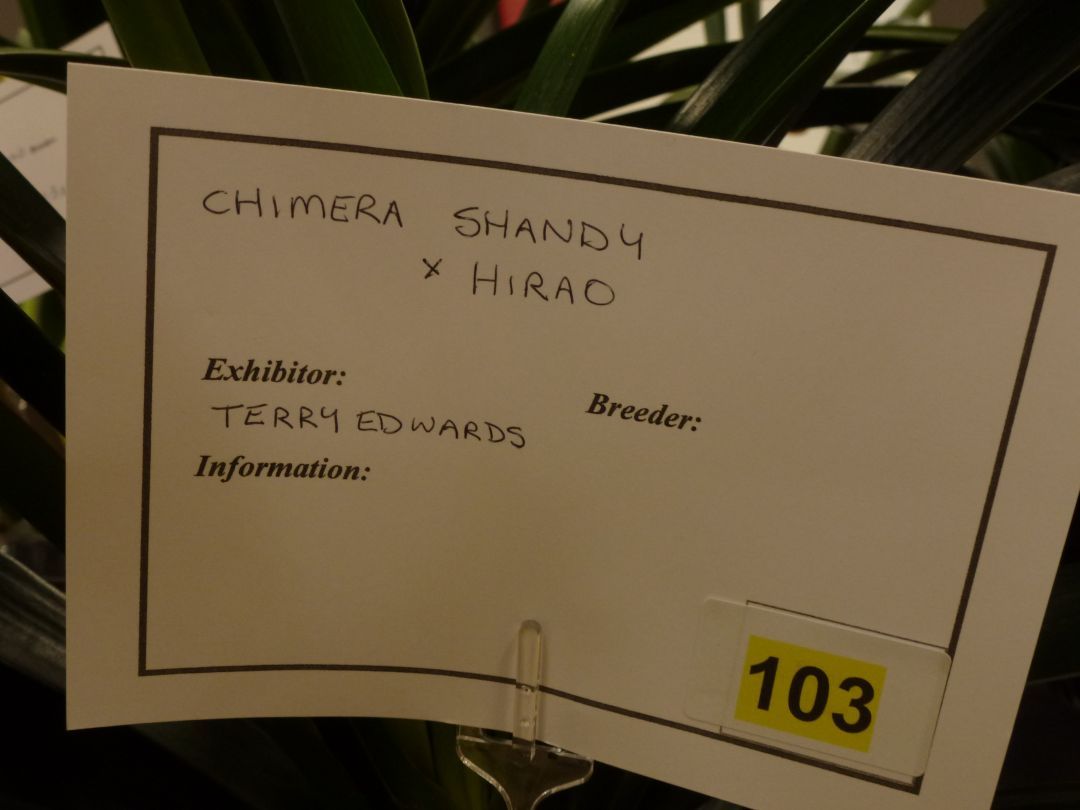 CHIMERA SHANDY
x HIRAO
Exhibitor:
Breeder:
TERRY EDWARDS
Information:
103